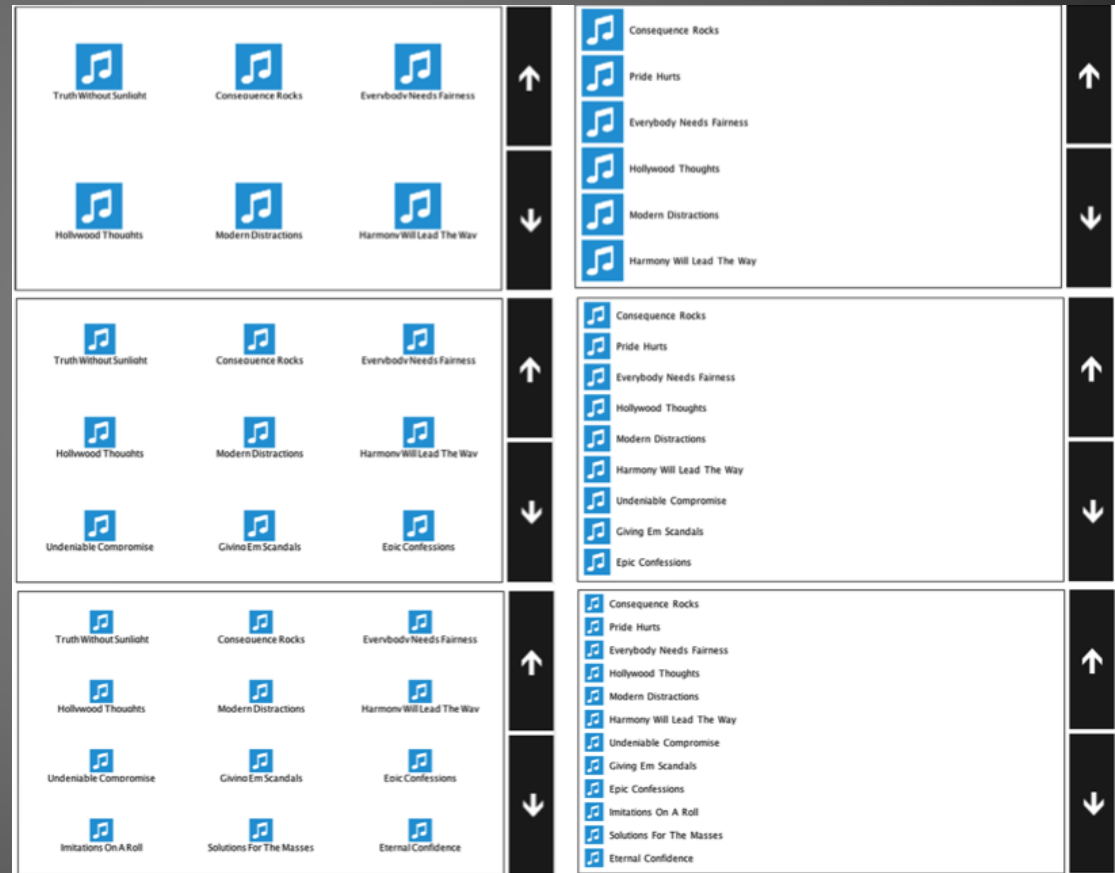 Truth Without Sunlight
Consequence Rocks
Everybody Needs Fairness
Hollywood Thoughts
Modern Distractions
Harmony Will Lead The Way
Consequence Rocks
Pride Hurts
Everybody Needs Fairness
Hollywood Thoughts
Modern Distractions
Harmony Will Lead The Way
Truth Without Sunlight
Consequence Rocks
Everybody Needs Fairness
Hollywood Thoughts
Modern Distractions
Harmony Will Lead The Way
Undeniable Compromise
Giving Em Scandals
Epic Confessions
Consequence Rocks
Pride Hurts
Everybody Needs Fairness
Hollywood Thoughts
Modern Distractions
Harmony Will Lead The Way
Undeniable Compromise
Giving Em Scandals
Epic Confessions
Truth Without Sunlight
Consequence Rocks
Everybody Needs Fairness
Hollywood Thoughts
Modern Distractions
Harmony Will Lead The Way
Undeniable Compromise
Giving Em Scandals
Epic Confessions
Imitations On A Roll
Solutions For The Masses
Eternal Confidence
Consequence Rocks
Pride Hurts
Everybody Needs Fairness
Hollywood Thoughts
Modern Distractions
Harmony Will Lead The Way
Undeniable Compromise
Giving Em Scandals
Epic Confessions
Imitations On A Roll
Solutions For The Masses
Eternal Confidence